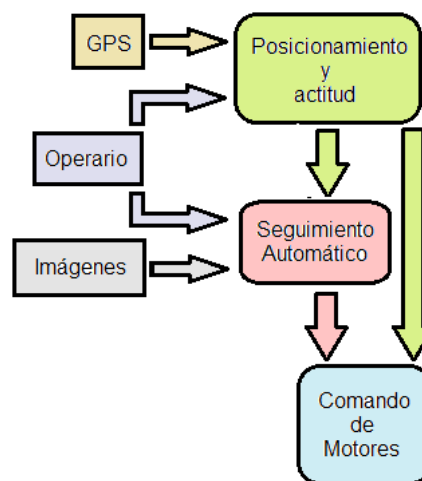 GPS
Posicionamiento
y
actitud
Operario
Seguimiento
Automático
Imágenes
Comando
de
Motores